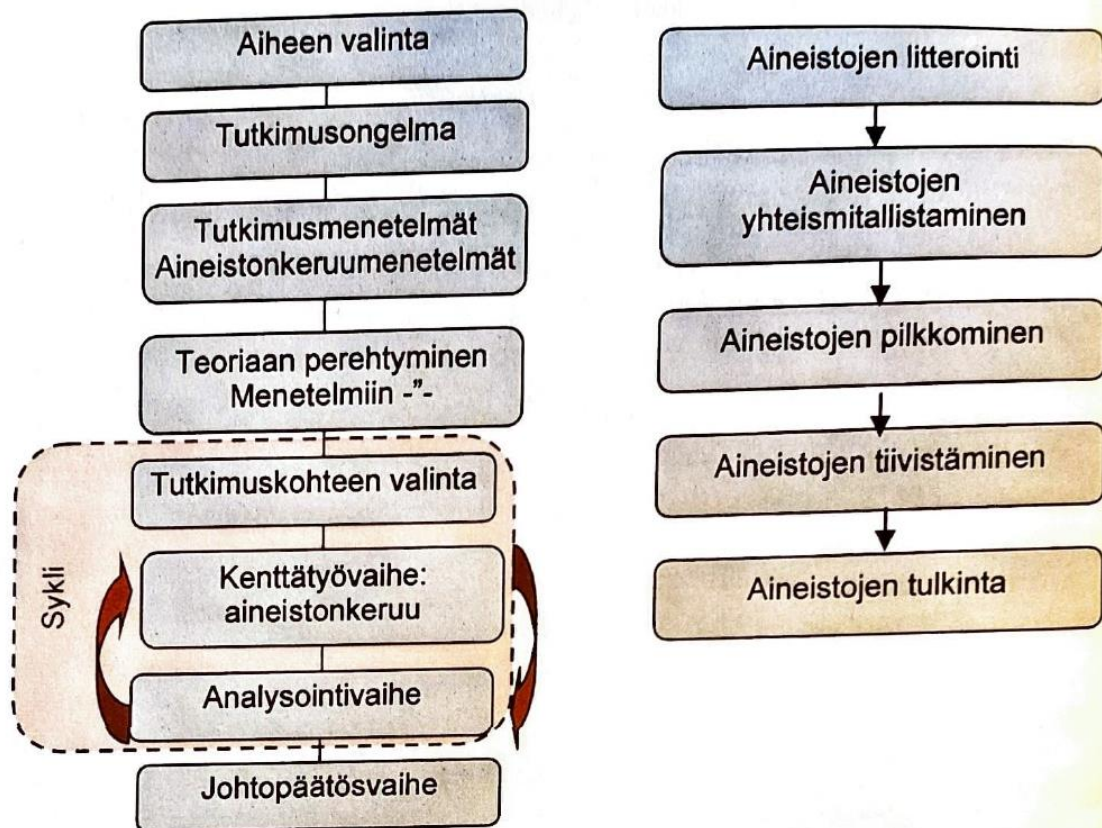 Aiheen valinta
Tutkimusongelma
Tutkimusmenetelmät
Aineistonkeruumenetelmät
Teoriaan perehtyminen
Menetelmiin -”-
Sykli
Tutkimuskohteen valinta
Kenttätyövaihe:
aineistonkeruu
Analysointivaihe
Johtopäätösvaihe
Aineistojen litterointi
Aineistojen
yhteismitallistaminen
Aineistojen pilkkominen
Aineistojen tiivistäminen
Aineistojen tulkinta